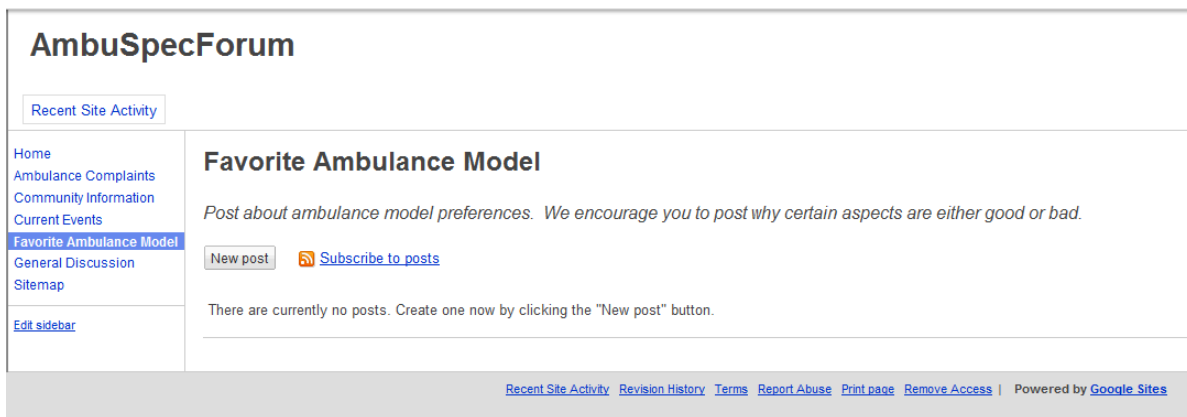 AmbuSpecForum
Recent Site Activity
Home
Ambulance Complaints
Community Information
Current Events
Favorite Ambulance Model
General Discussion
Sitemap
Edit sidebar
Favorite Ambulance Model
Post about ambulance model preferences.  We encourage you to post why certain aspects are either good or bad.
New post Subscribe to posts
There are currently no posts. Create one now by clicking the "New post" button.
Recent Site Activity Revision History Terms Report Abuse Print page Remove Access | Powered by Google Sites